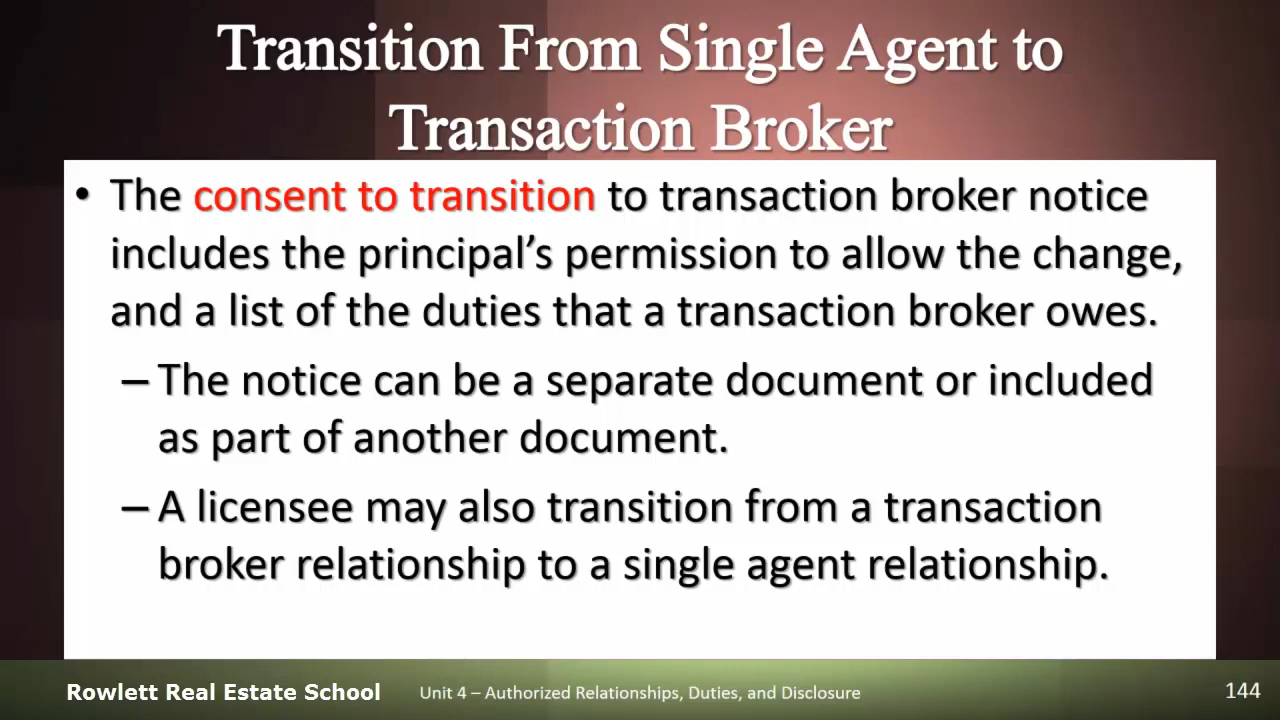 Transition From Single Agent to
Transaction Broker
• The consent to transition to transaction broker notice
includes the principal’s permission to allow the change,
and a list of the duties that a transaction broker owes.
– The notice can be a separate document or included
as part of another document.
– A licensee may also transition from a transaction
broker relationship to a single agent relationship.
Rowlett Real Estate School
Unit 4 – Authorized Relationships, Duties, and Disclosure
144